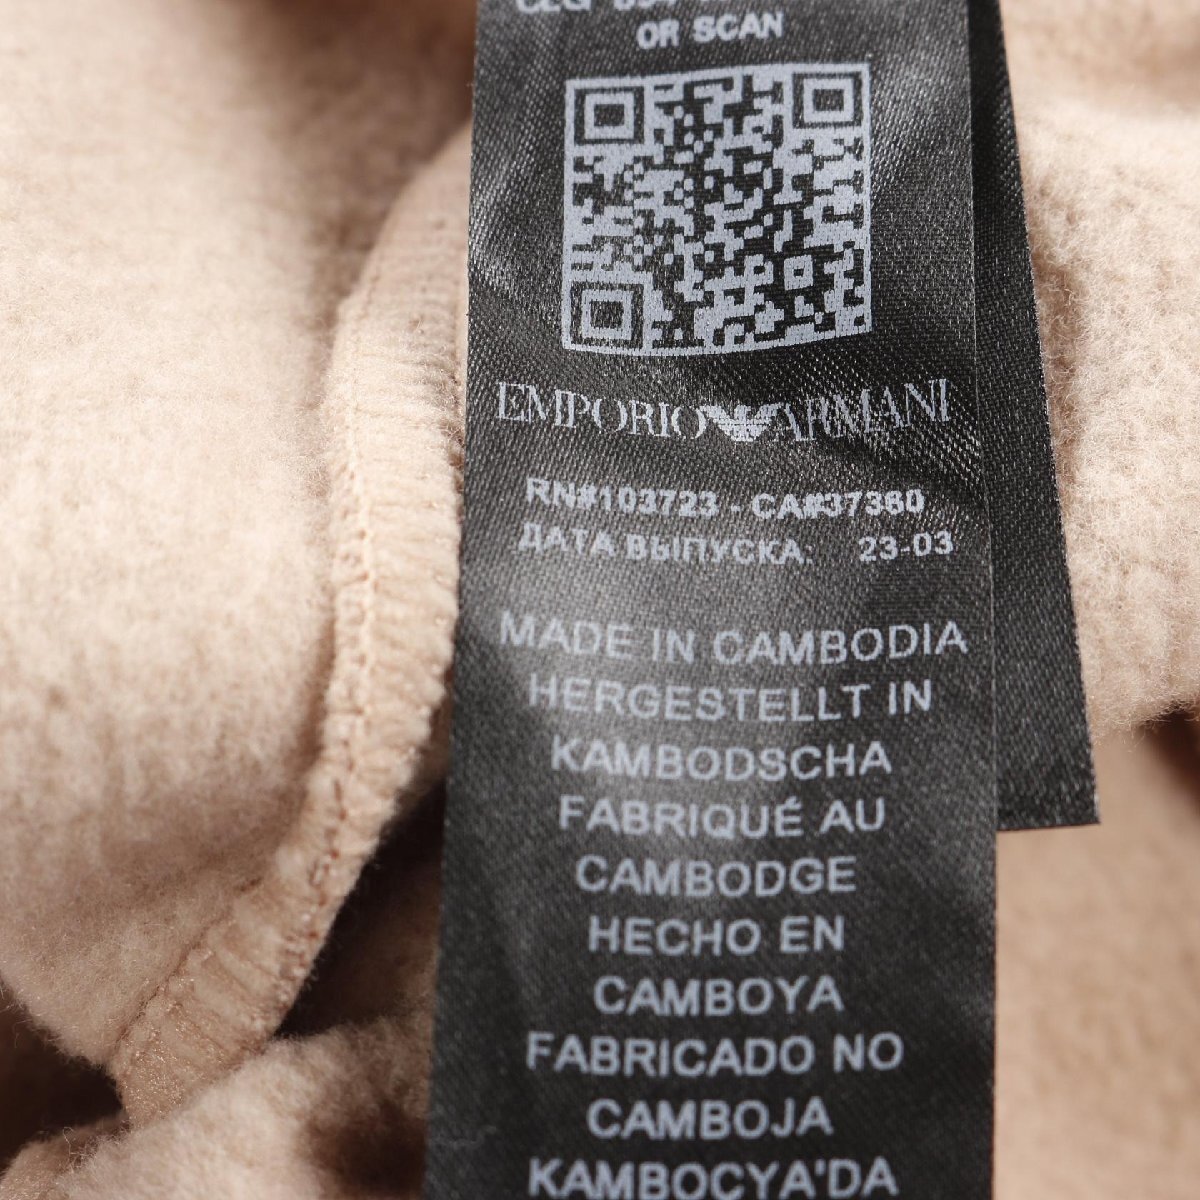 OR SCAN
EMPORIO ARMANI
RN#103723 - CA#37360
ДАТА ВЫПУСКА: 23-03
MADE IN CAMBODIA
HERGESTELLT IN
KAMBODSCHA
FABRIQUÉ AU
CAMBODGE
HECHO EN
CAMBOYA
FABRICADO NO
CAMBOJA
KAMBOÇYA'DA